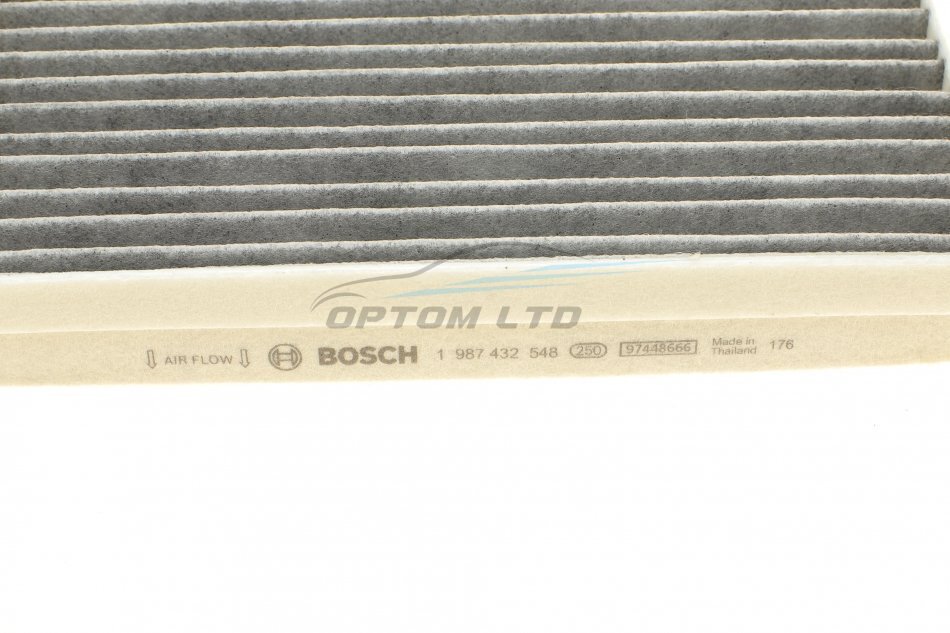 OPTOM LTD
AIR FLOW BOSCH 1 987 432 548 250 97448666 Made in Thailand 176